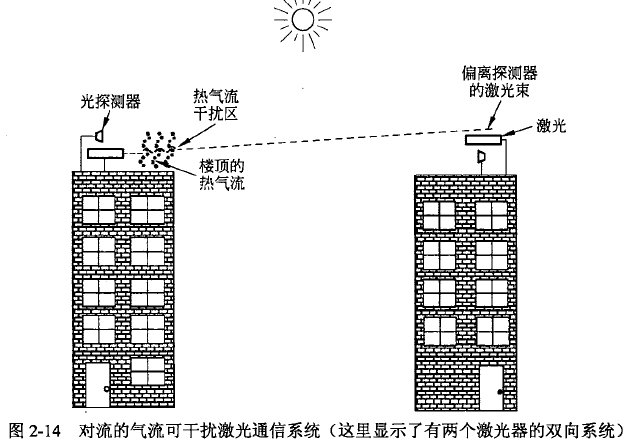 偏离探测器
的激光束
光探测器
热气流
干扰区
激光
楼顶的
热气流
图 2-14 对流的气流可干扰激光通信系统（这里显示了有两个激光器的双向系统）